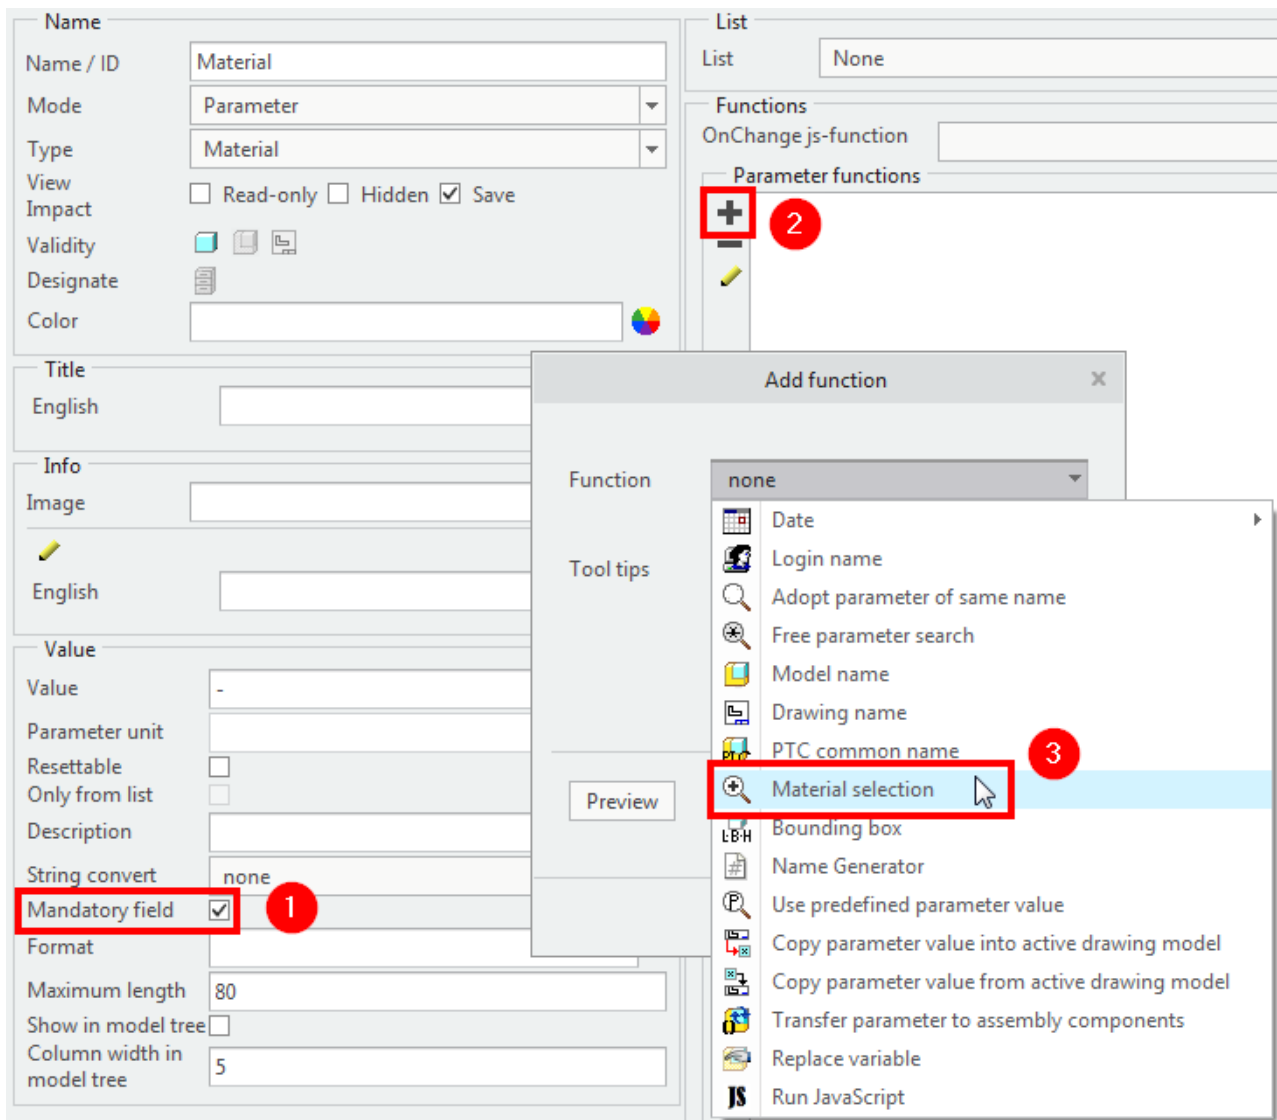 Name
Name / ID Material
Mode Parameter
Type Material
View Impact Read-only Hidden Save
Validity
Designate
Color
Title
English
Info
Image
English
Value
Value -
Parameter unit
Resettable
Only from list
Description
String convert none
Mandatory field 1
Format
Maximum length 80
Show in model tree
Column width in
model tree 5
List
List None
Functions
OnChange js-function
Parameter functions
2
Add function
Function none
Tool tips
Preview
Date
Login name
Adopt parameter of same name
Free parameter search
Model name
Drawing name
PTC PTC common name
3
Material selection
L·B·H Bounding box
# Name Generator
P Use predefined parameter value
Copy parameter value into active drawing model
Copy parameter value from active drawing model
Transfer parameter to assembly components
Replace variable
JS Run JavaScript